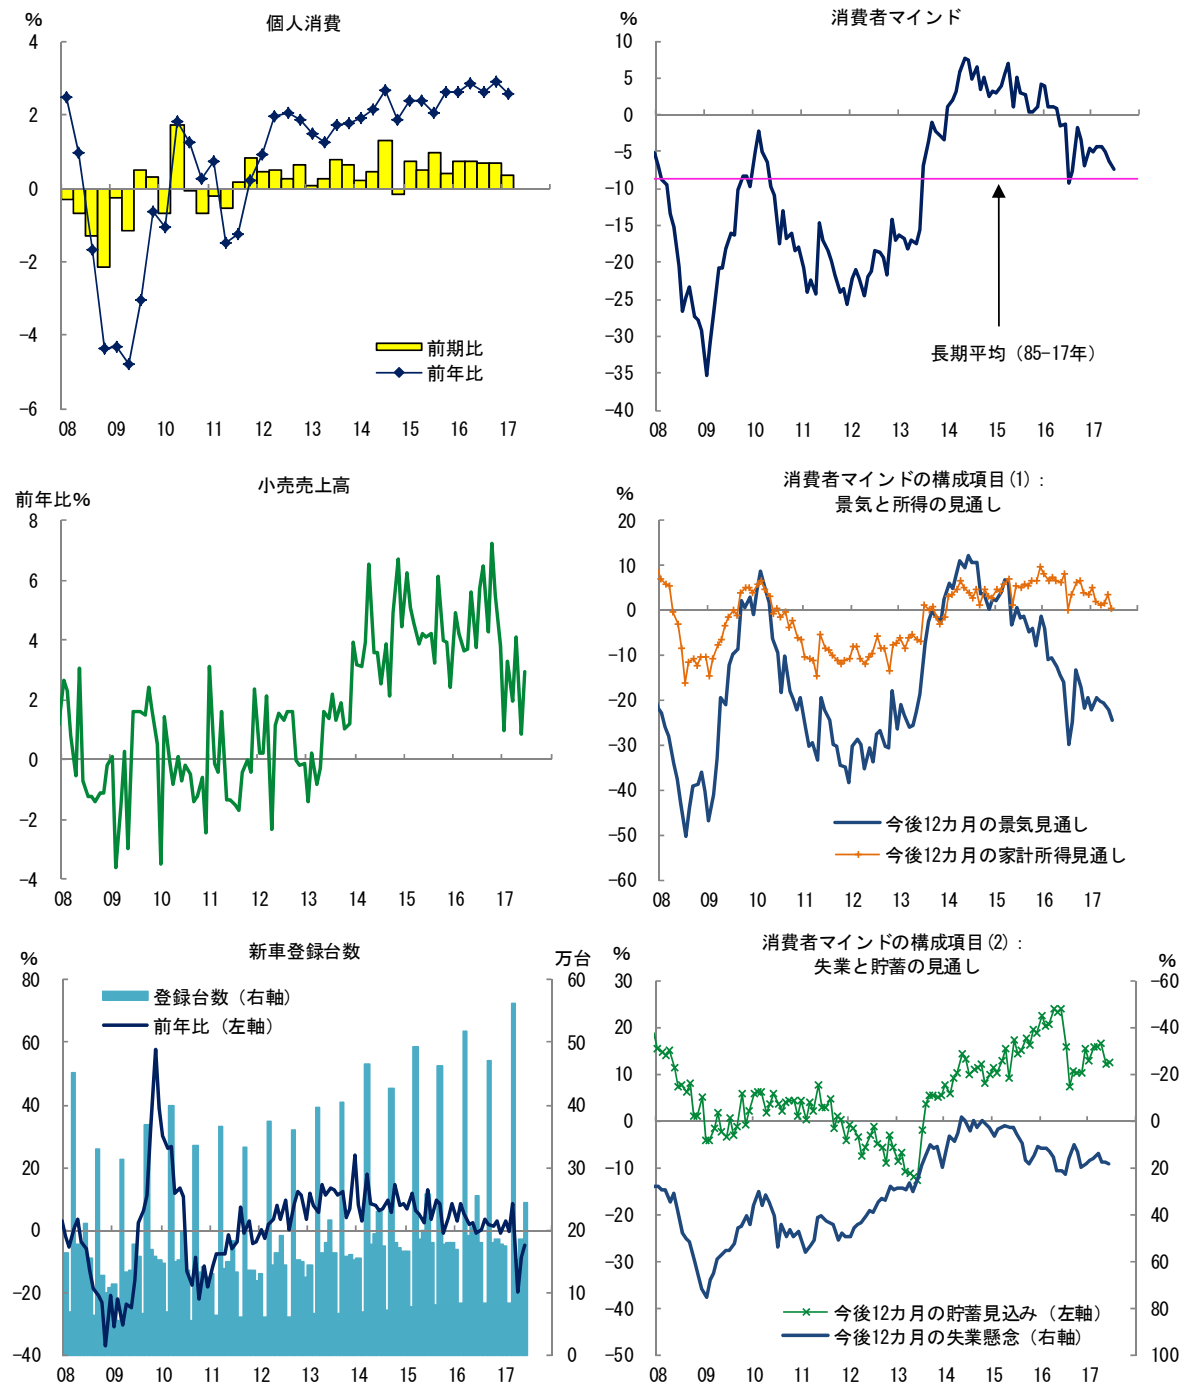 個人消費
%
4
2
0
-2
-4
-6
前期比
前年比
08 09 10 11 12 13 14 15 16 17
消費者マインド
%
10
5
0
-5
-10
-15
-20
-25
-30
-35
-40
長期平均（85-17年）
08 09 10 11 12 13 14 15 16 17
小売売上高
前年比%
8
6
4
2
0
-2
-4
08 09 10 11 12 13 14 15 16 17
消費者マインドの構成項目(1)：
景気と所得の見通し
%
20
10
0
-10
-20
-30
-40
-50
-60
今後12カ月の景気見通し
今後12カ月の家計所得見通し
08 09 10 11 12 13 14 15 16 17
新車登録台数
%
万台
80
60
40
20
0
-20
-40
登録台数（右軸）
前年比（左軸）
60
50
40
30
20
10
0
08 09 10 11 12 13 14 15 16 17
消費者マインドの構成項目(2)：
失業と貯蓄の見通し
%
%
30
20
10
0
-10
-20
-30
-40
-50
-60
-40
-20
0
20
40
60
80
100
今後12カ月の貯蓄見込み（左軸）
今後12カ月の失業懸念（右軸）
08 09 10 11 12 13 14 15 16 17